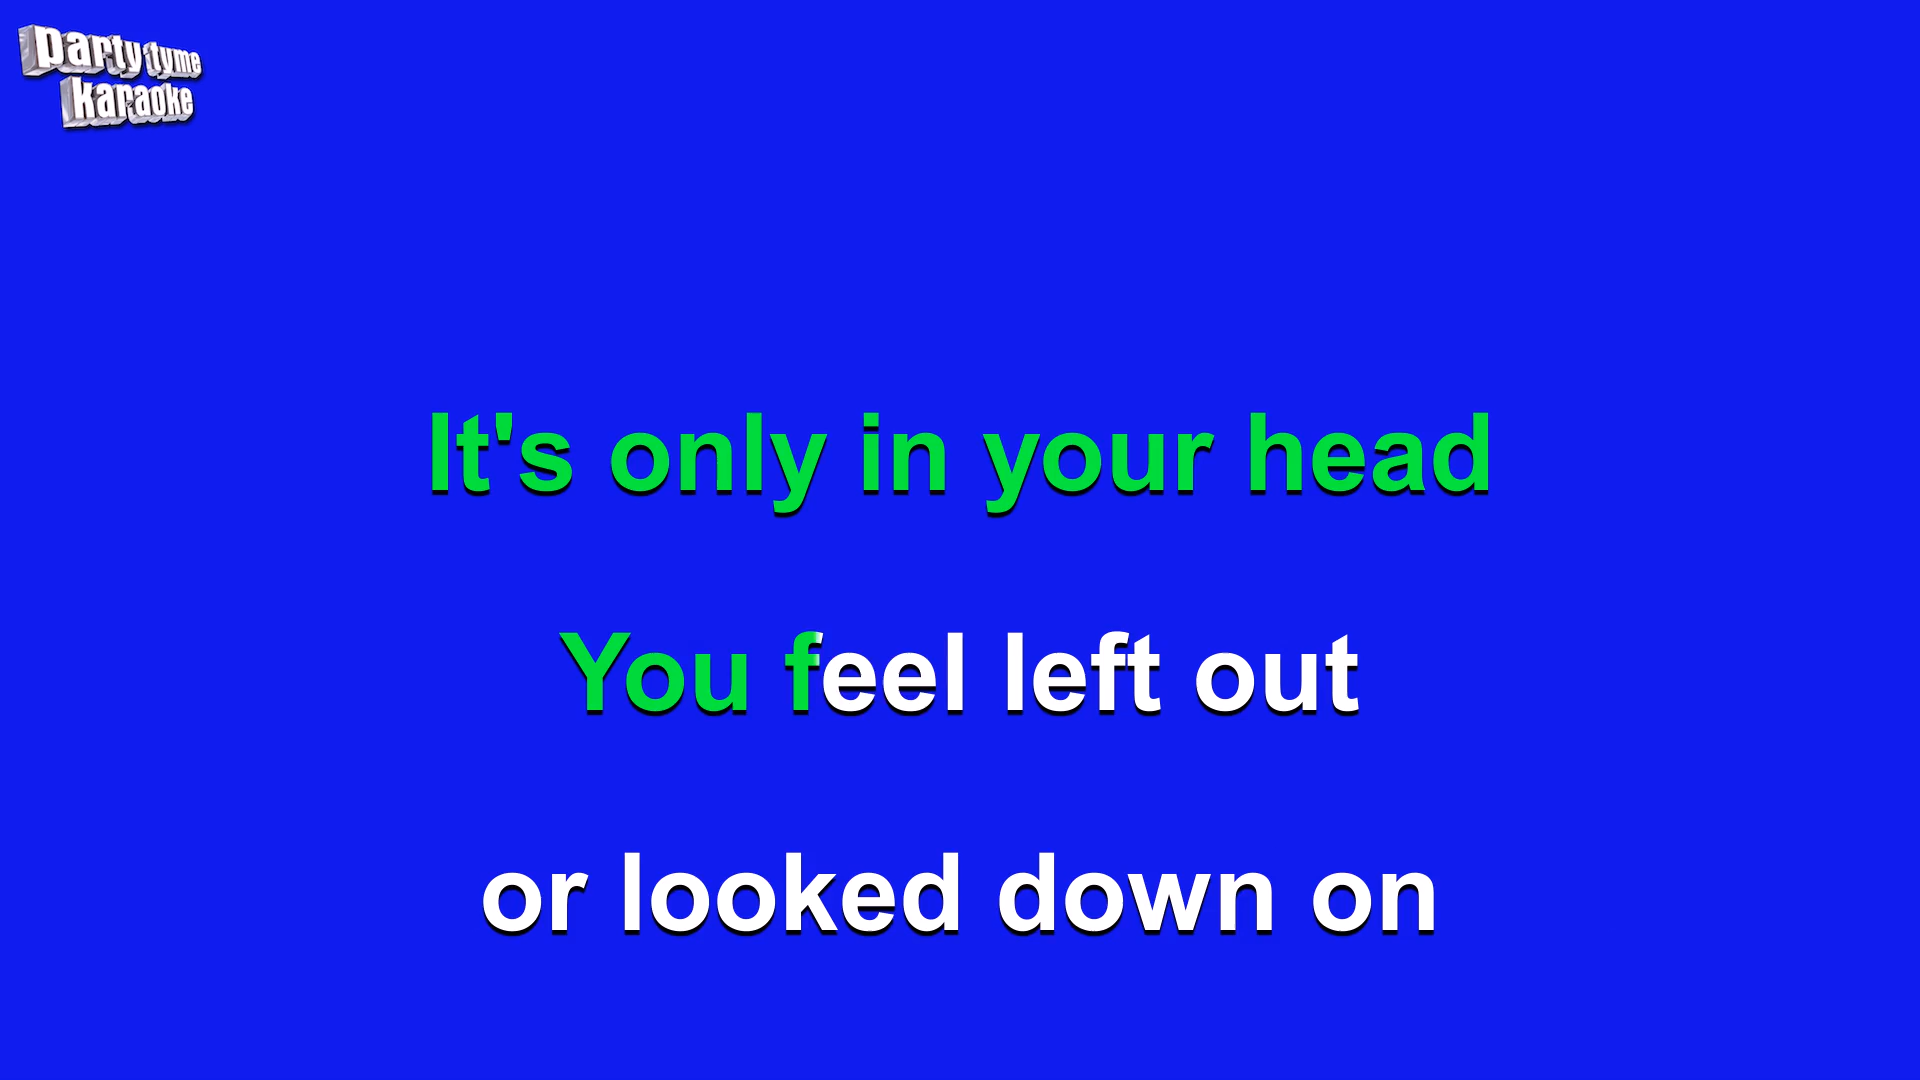 party tyme
karaoke
It's only in your head
You feel left out
or looked down on